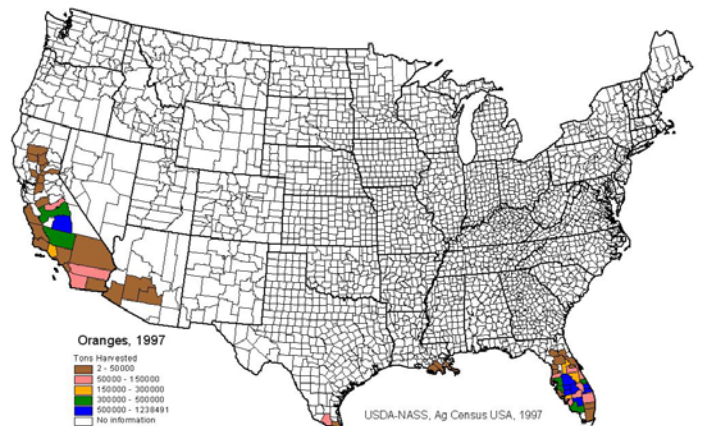 Oranges, 1997
Tons Harvested
2 - 50000
50000 - 150000
150000 - 300000
300000 - 500000
500000 - 1238491
No information
USDA-NASS, Ag Census USA, 1997